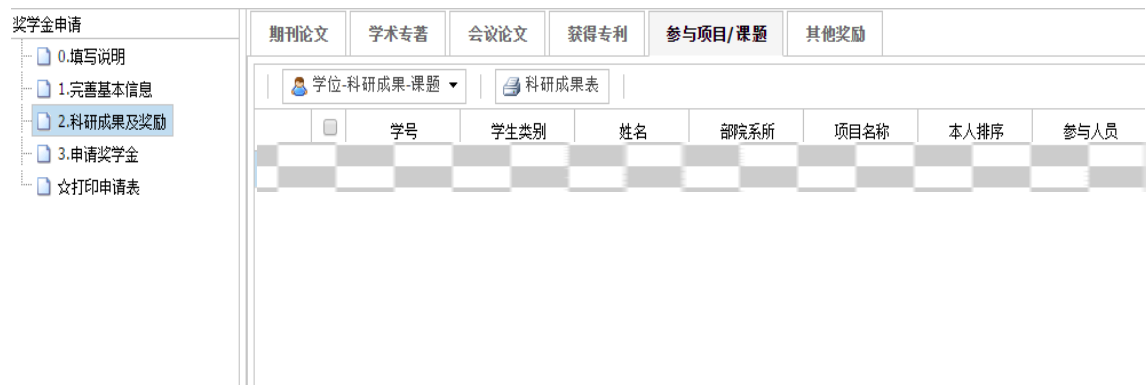 奖学金申请
0.填写说明
1.完善基本信息
2.科研成果及奖励
3.申请奖学金
☆打印申请表
期刊论文 学术专著 会议论文 获得专利 参与项目/课题 其他奖励
学位-科研成果-课题 科研成果表
学号 学生类别 姓名 部院系所 项目名称 本人排序 参与人员